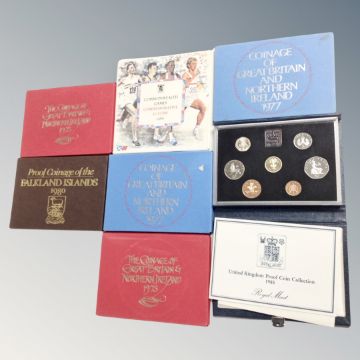 The Coinage of
Great Britain &
Northern Ireland
1975
COMMONWEALTH
GAMES
COINAGE OF
GREAT BRITAIN AND
NORTHERN
IRELAND
1977
Proof Coinage of the
FALKLAND ISLANDS
1980
COINAGE OF
GREAT BRITAIN AND
NORTHERN
IRELAND
1977
The Coinage of
Great Britain &
Northern Ireland
1975
United Kingdom Proof Coin Collection
Royal Mint